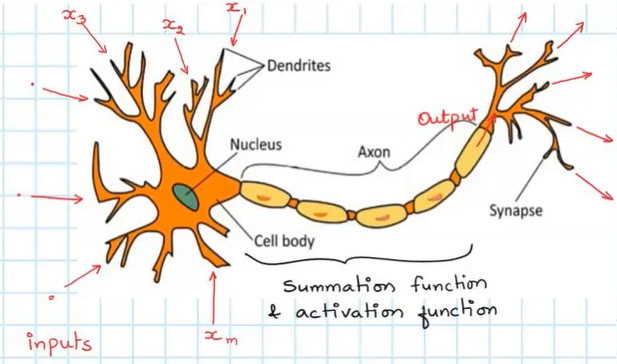 x₃
x₂
x₁
Dendrites
Output
Nucleus
Axon
Synapse
Cell body
Summation function
& activation function
xₘ
inputs